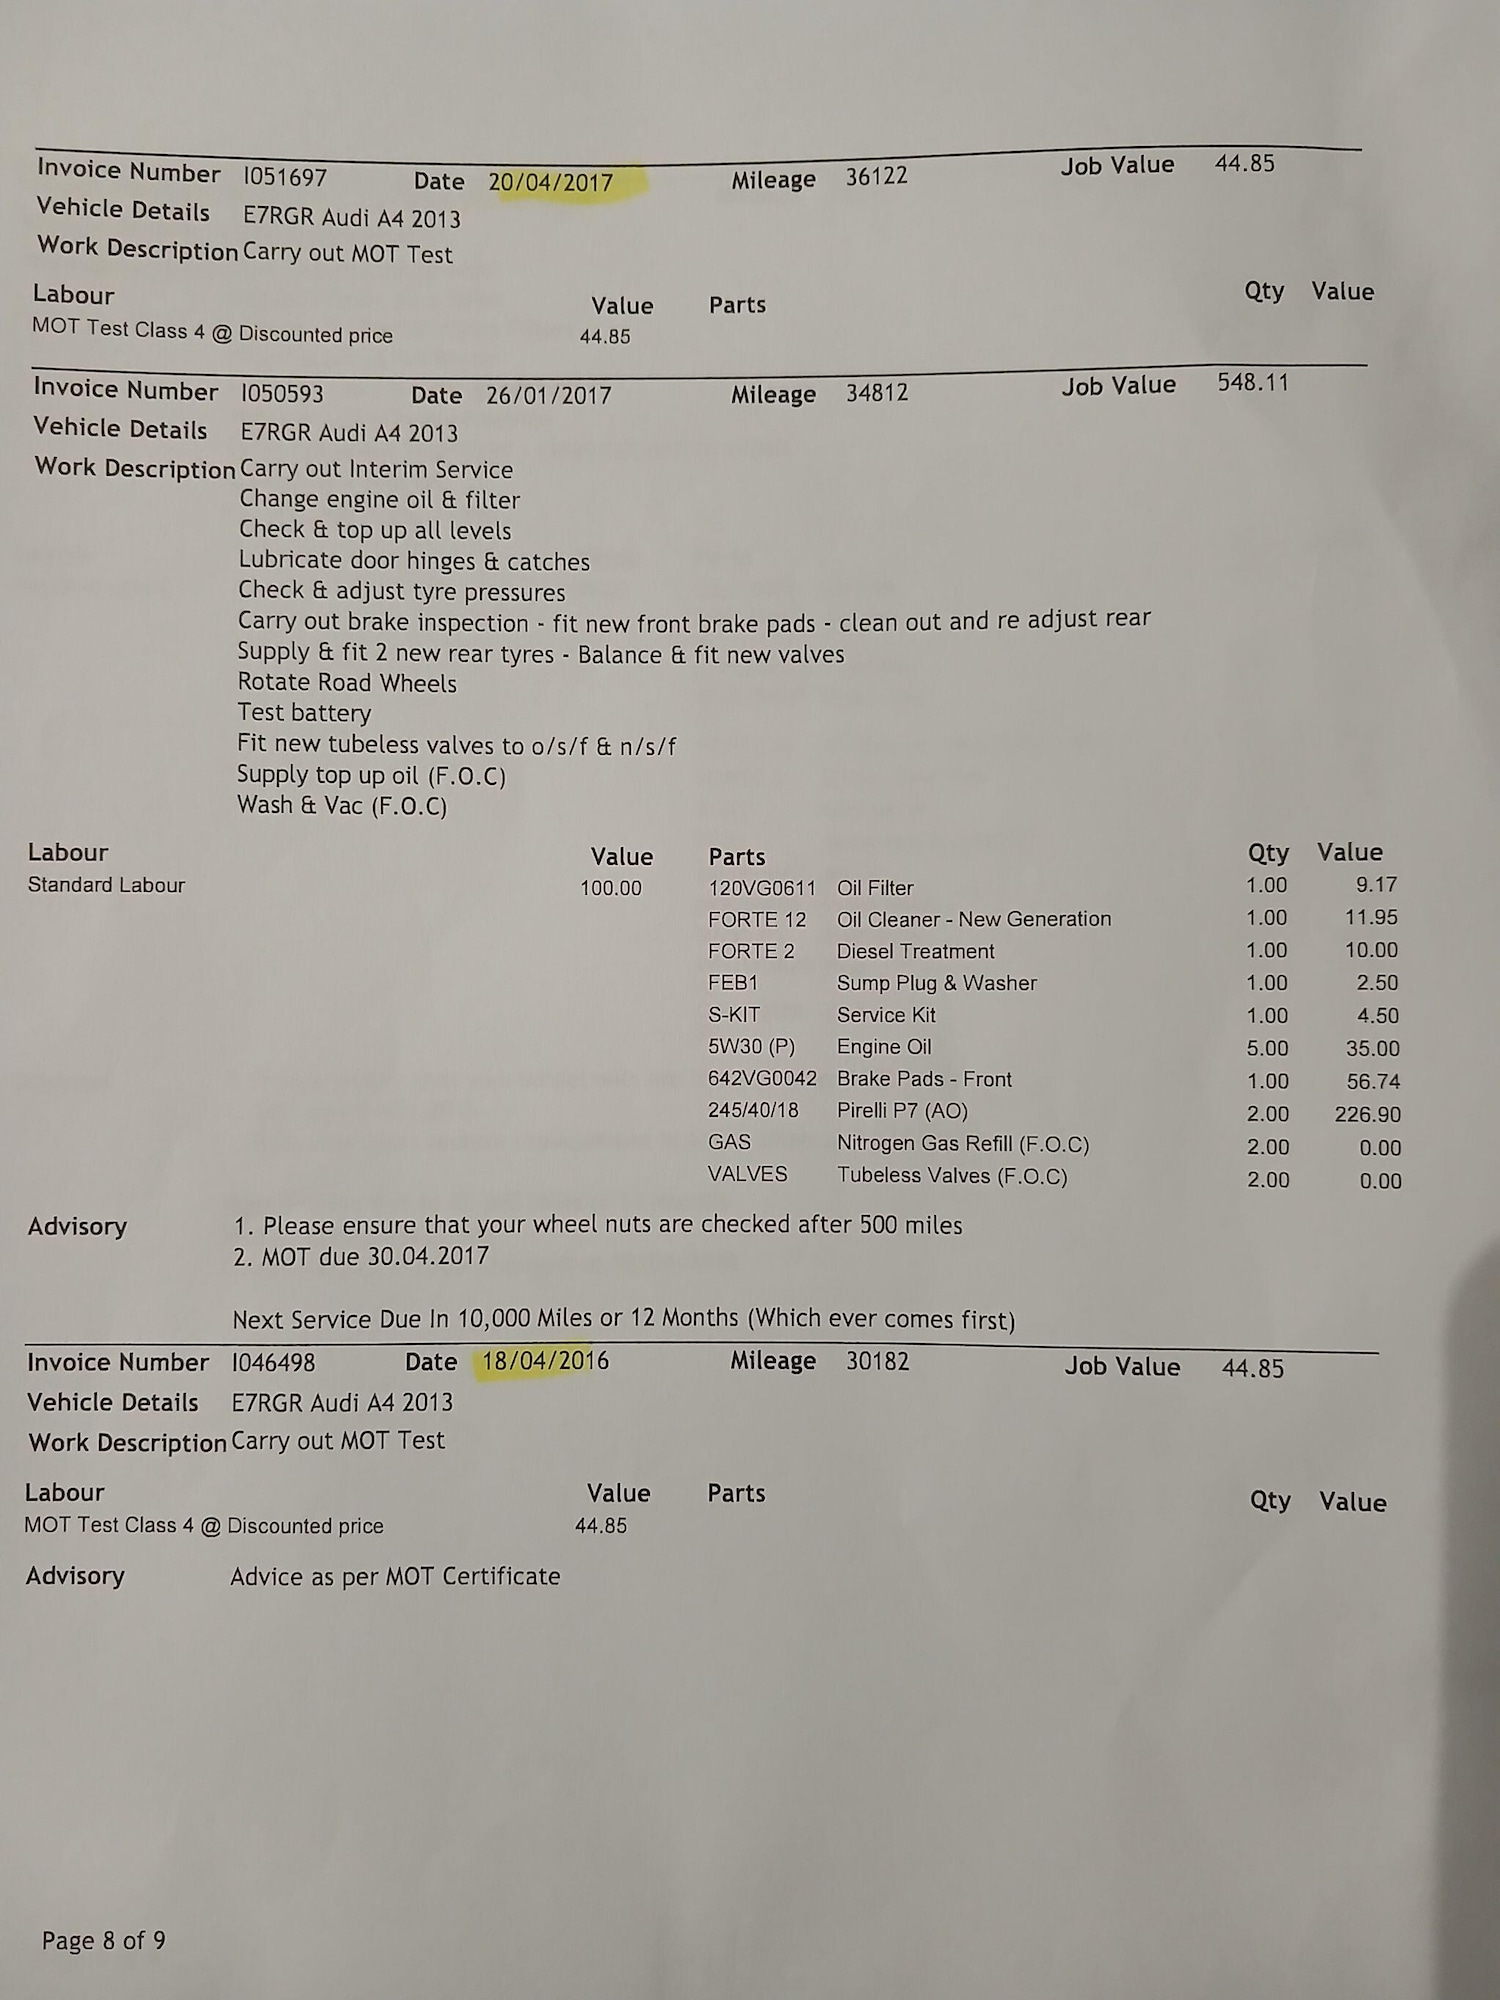 Invoice Number I051697 Date 20/04/2017 Mileage 36122 Job Value 44.85
Vehicle Details E7RGR Audi A4 2013
Work Description Carry out MOT Test
Labour Value Parts Qty Value
MOT Test Class 4 @ Discounted price 44.85
Invoice Number I050593 Date 26/01/2017 Mileage 34812 Job Value 548.11
Vehicle Details E7RGR Audi A4 2013
Work Description Carry out Interim Service
Change engine oil & filter
Check & top up all levels
Lubricate door hinges & catches
Check & adjust tyre pressures
Carry out brake inspection - fit new front brake pads - clean out and re adjust rear
Supply & fit 2 new rear tyres - Balance & fit new valves
Rotate Road Wheels
Test battery
Fit new tubeless valves to o/s/f & n/s/f
Supply top up oil (F.O.C)
Wash & Vac (F.O.C)
Labour Value Parts Qty Value
Standard Labour 100.00 120VG0611 Oil Filter 1.00 9.17
FORTE 12 Oil Cleaner - New Generation 1.00 11.95
FORTE 2 Diesel Treatment 1.00 10.00
FEB1 Sump Plug & Washer 1.00 2.50
S-KIT Service Kit 1.00 4.50
5W30 (P) Engine Oil 5.00 35.00
642VG0042 Brake Pads - Front 1.00 56.74
245/40/18 Pirelli P7 (AO) 2.00 226.90
GAS Nitrogen Gas Refill (F.O.C) 2.00 0.00
VALVES Tubeless Valves (F.O.C) 2.00 0.00
Advisory 1. Please ensure that your wheel nuts are checked after 500 miles
2. MOT due 30.04.2017
Next Service Due In 10,000 Miles or 12 Months (Which ever comes first)
Invoice Number I046498 Date 18/04/2016 Mileage 30182 Job Value 44.85
Vehicle Details E7RGR Audi A4 2013
Work Description Carry out MOT Test
Labour Value Parts Qty Value
MOT Test Class 4 @ Discounted price 44.85
Advisory Advice as per MOT Certificate
Page 8 of 9